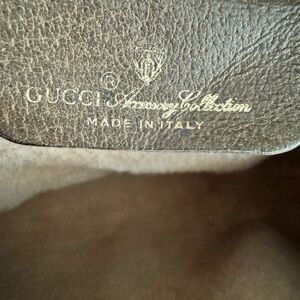 GUCCI Accessory Collection
MADE IN ITALY